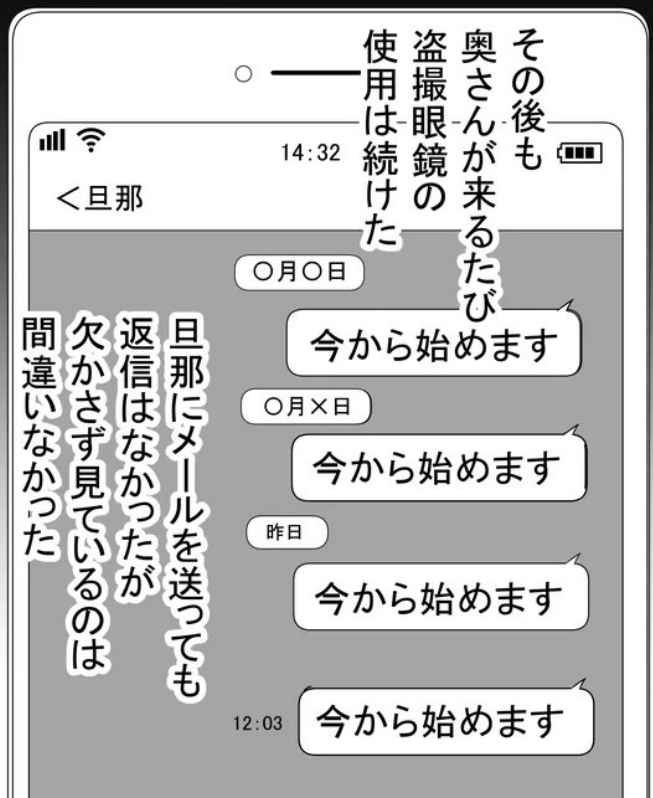 その後も
奥さんが来るたび
盗撮眼鏡の
使用は続けた
14:32
＜旦那
〇月〇日
今から始めます
〇月×日
今から始めます
昨日
今から始めます
12:03
今から始めます
旦那にメールを送っても
返信はなかったが
欠かさず見ているのは
間違いなかった